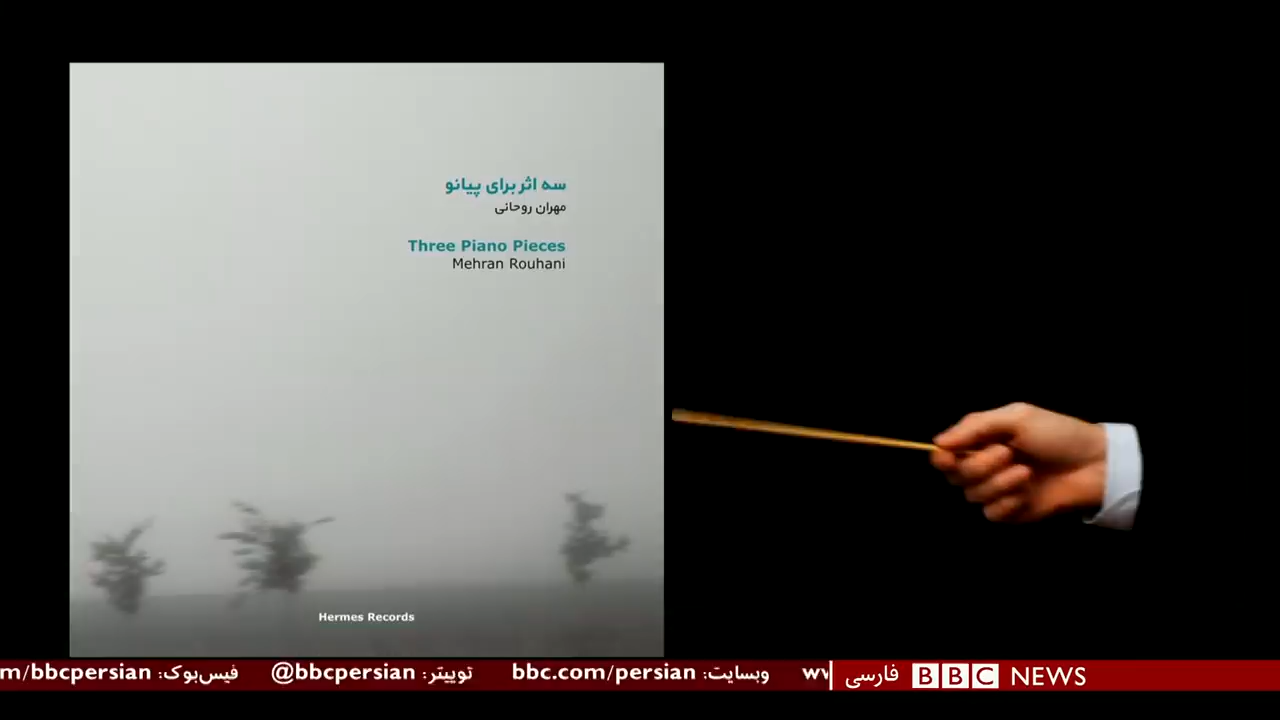 سه اثر برای پیانو
مهران روحانی
Three Piano Pieces
Mehran Rouhani
Hermes Records
m/bbcpersian فیس‌بوک: @bbcpersian توییتر: bbc.com/persian وبسایت: فارسی BBC NEWS